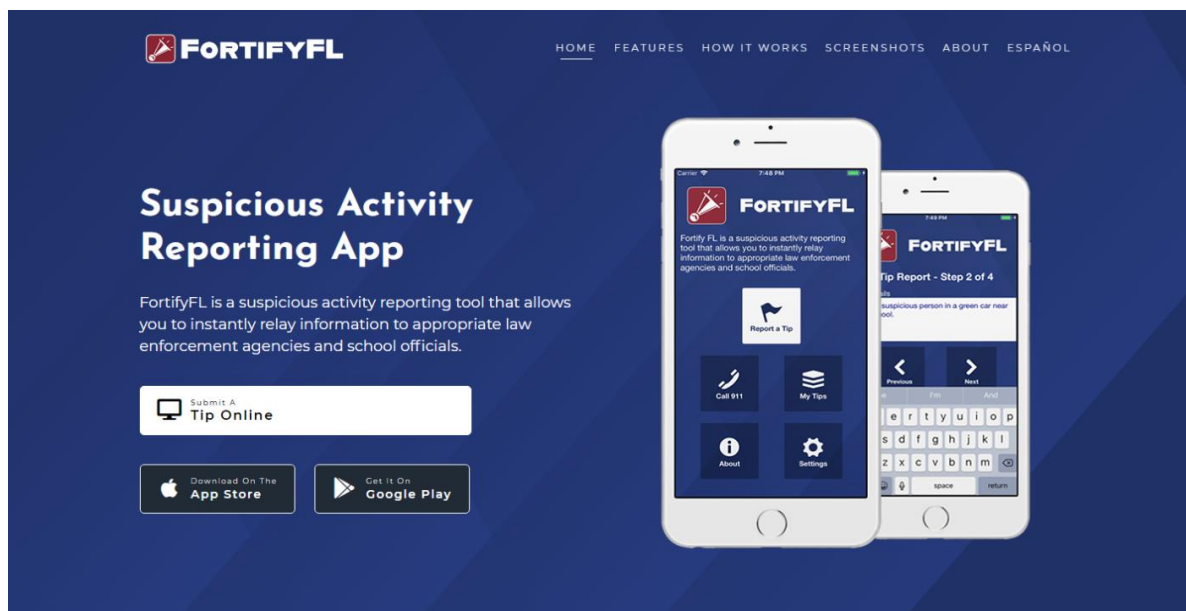 FORTIFYFL
HOME FEATURES HOW IT WORKS SCREENSHOTS ABOUT ESPAÑOL
Suspicious Activity
Reporting App
FortifyFL is a suspicious activity reporting tool that allows
you to instantly relay information to appropriate law
enforcement agencies and school officials.
Submit A
Tip Online
Download On The
App Store
Get It On
Google Play
Carrier 7:48 PM
FORTIFYFL
Fortify FL is a suspicious activity reporting
tool that allows you to instantly relay
information to appropriate law enforcement
agencies and school officials.
Report a Tip
Call 911 My Tips
About Settings
7:49 PM
FORTIFYFL
Tip Report - Step 2 of 4
suspicious person in a green car near
Previous Next
I'm And
e r t y u i o p
s d f g h j k l
z x c v b n m
space return